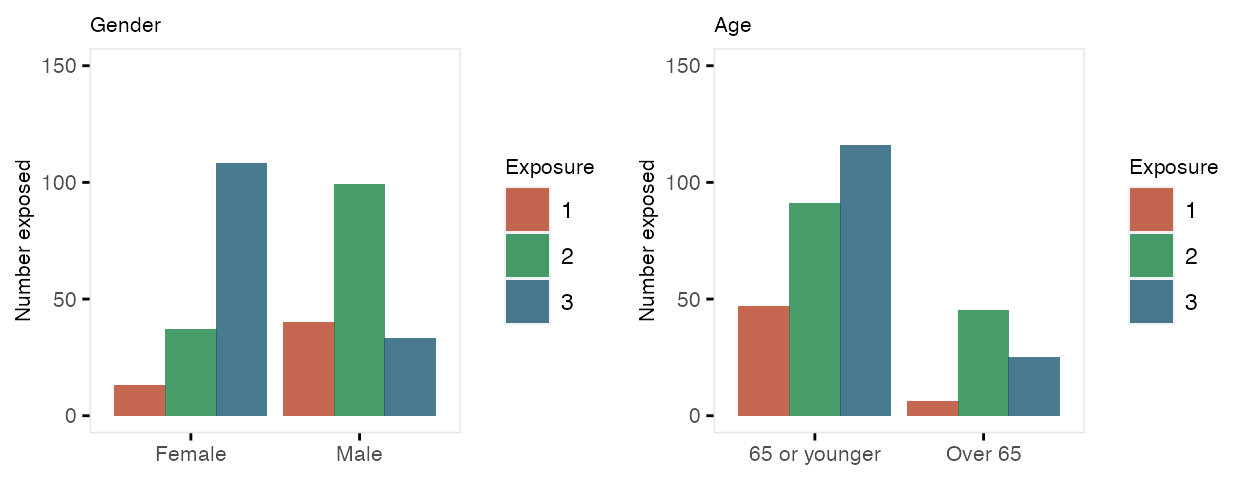 Gender
150
100
50
0
Number exposed
Female Male
Exposure
1
2
3
Age
150
100
50
0
Number exposed
65 or younger Over 65
Exposure
1
2
3